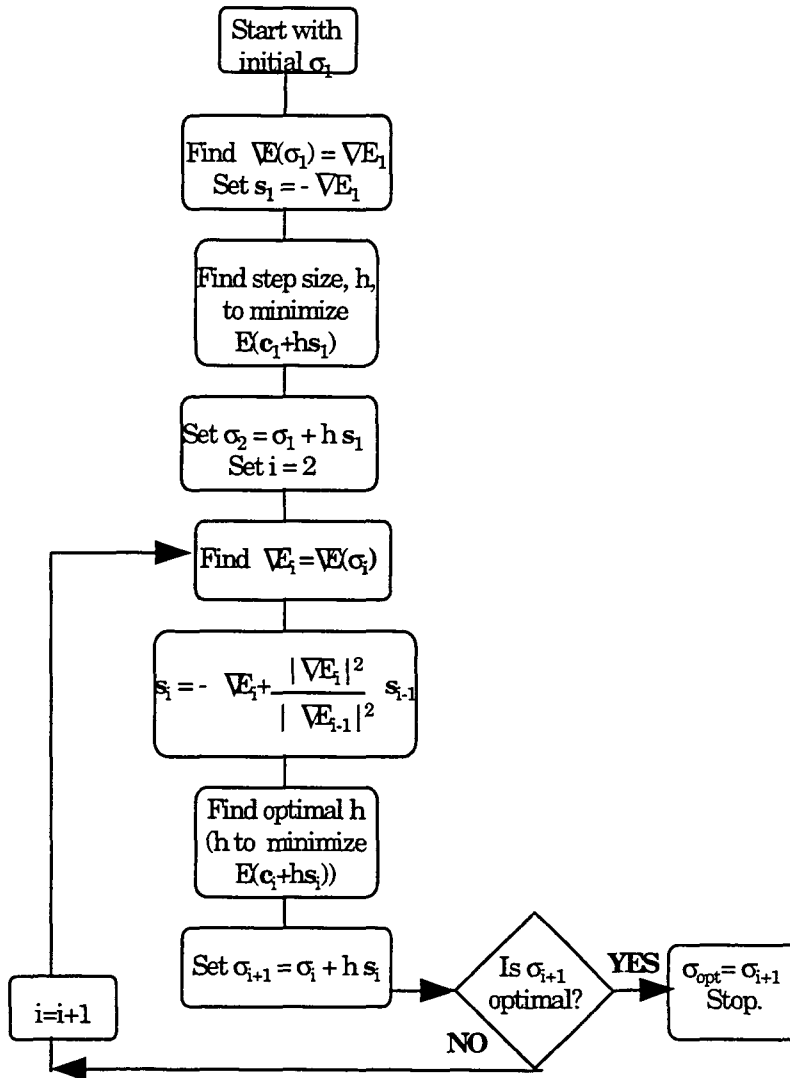 Start with
initial σ₁
Find ∇E(σ₁) = ∇E₁
Set s₁ = - ∇E₁
Find step size, h,
to minimize
E(c₁+hs₁)
Set σ₂ = σ₁ + h s₁
Set i = 2
Find ∇Eᵢ = ∇E(σᵢ)
sᵢ = - ∇Eᵢ + |∇Eᵢ|² / |∇Eᵢ₋₁|² sᵢ₋₁
Find optimal h
(h to minimize
E(cᵢ+hsᵢ))
Set σᵢ₊₁ = σᵢ + h sᵢ
Is σᵢ₊₁
optimal?
YES
σₒₚₜ = σᵢ₊₁
Stop.
NO
i=i+1